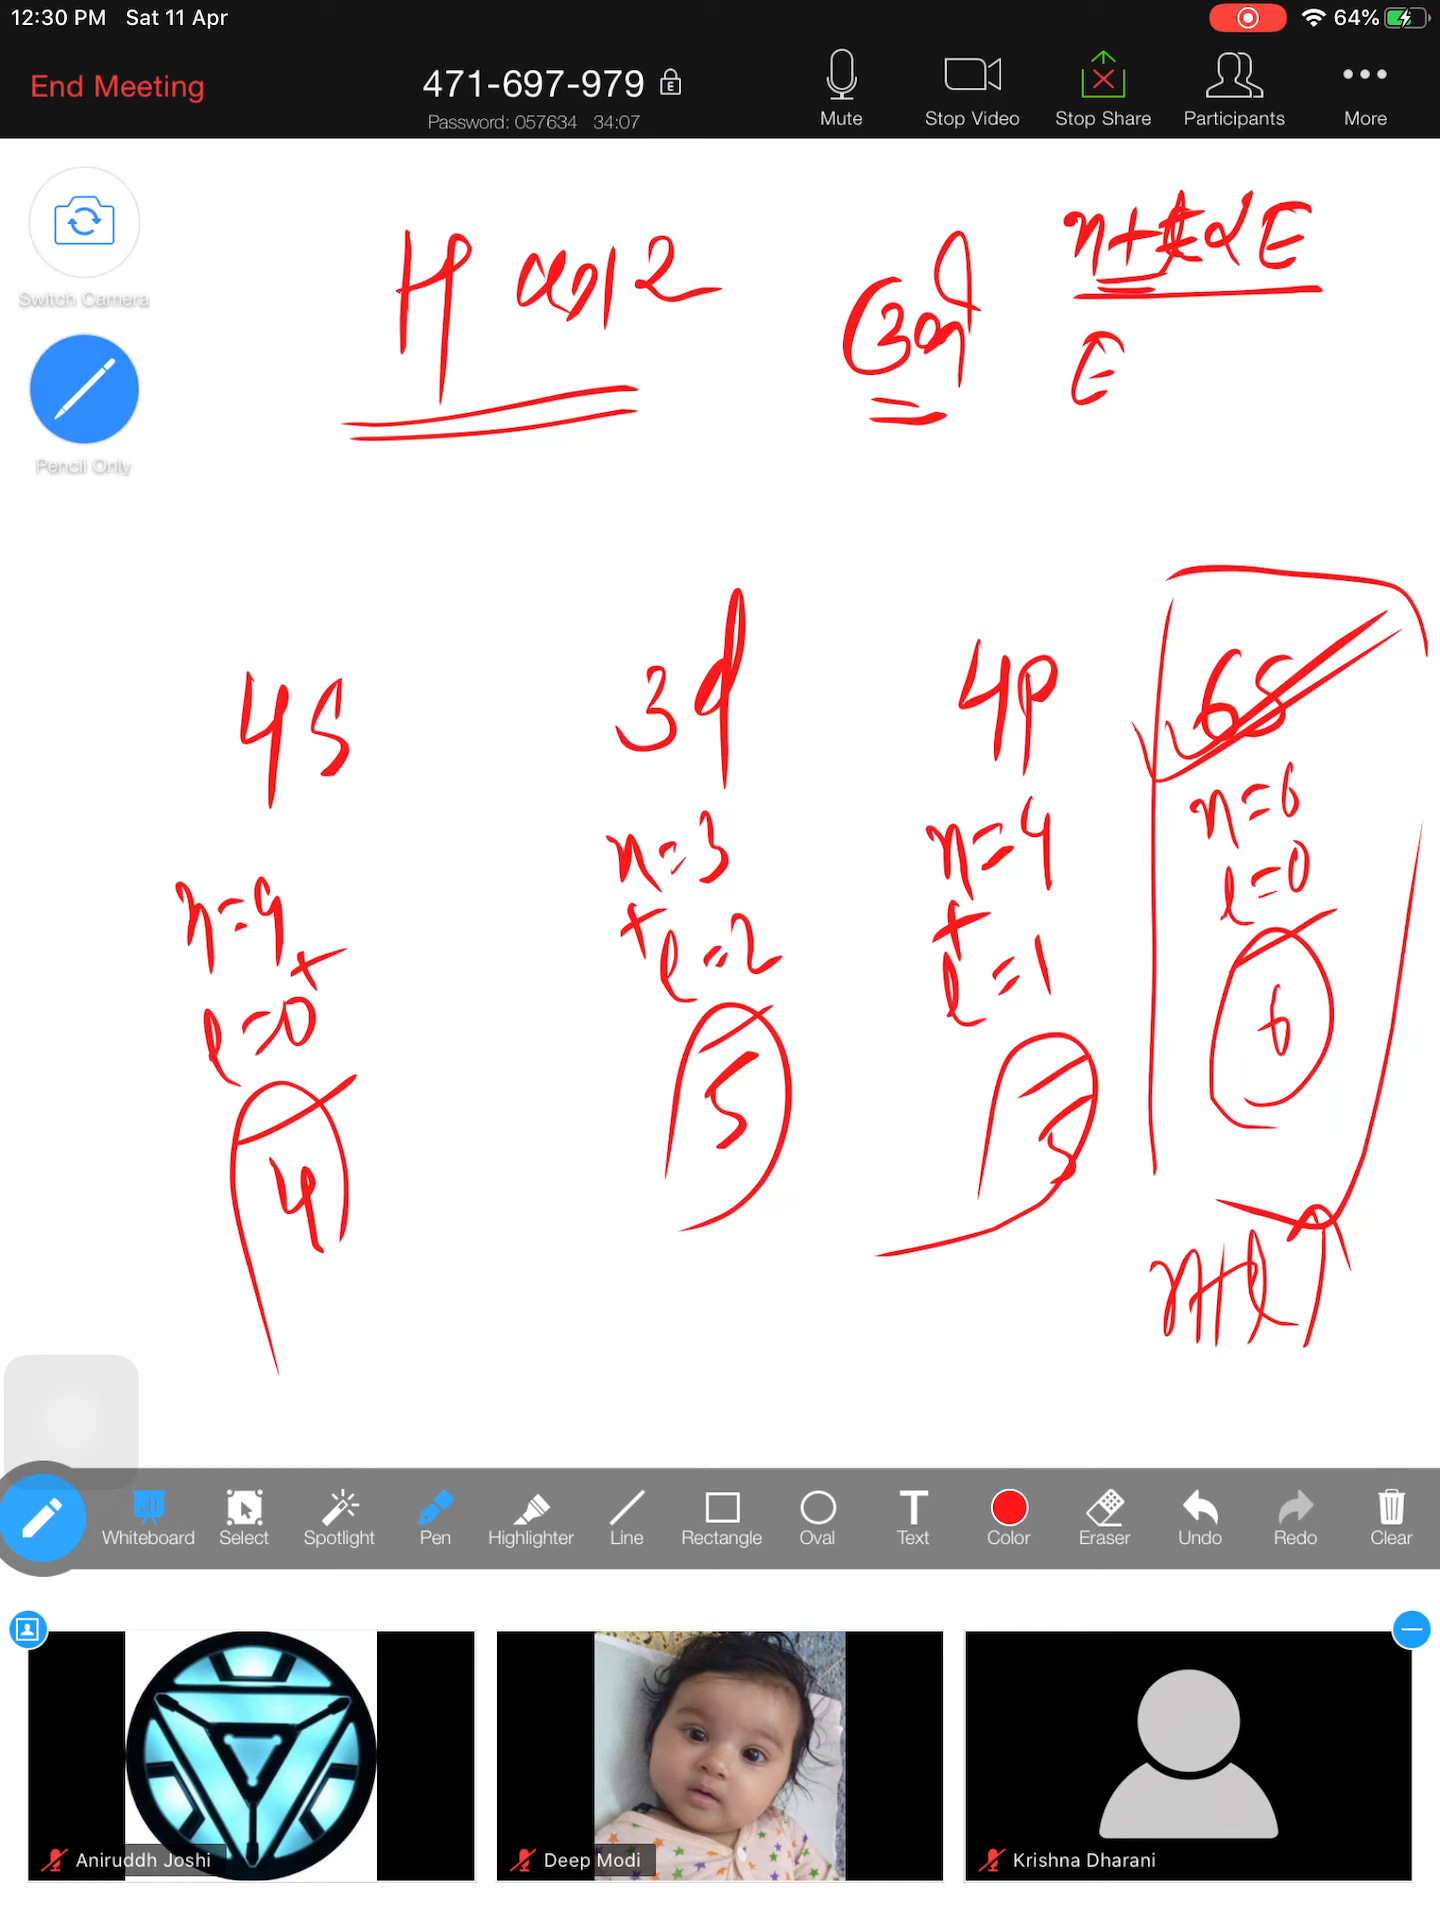 12:30 PM Sat 11 Apr 64%
End Meeting
471-697-979
Password: 057634 34:07
Mute
Stop Video
Stop Share
Participants
More
Switch Camera
Pencil Only
n+l α E
E
4s 3d 4p 6s
n=4 n=3 n=4 n=6
+ l=0 + l=2 + l=1 l=0
4 5 5 6
n+l ↑
Whiteboard Select Spotlight Pen Highlighter Line Rectangle Oval Text Color Eraser Undo Redo Clear
Aniruddh Joshi
Deep Modi
Krishna Dharani